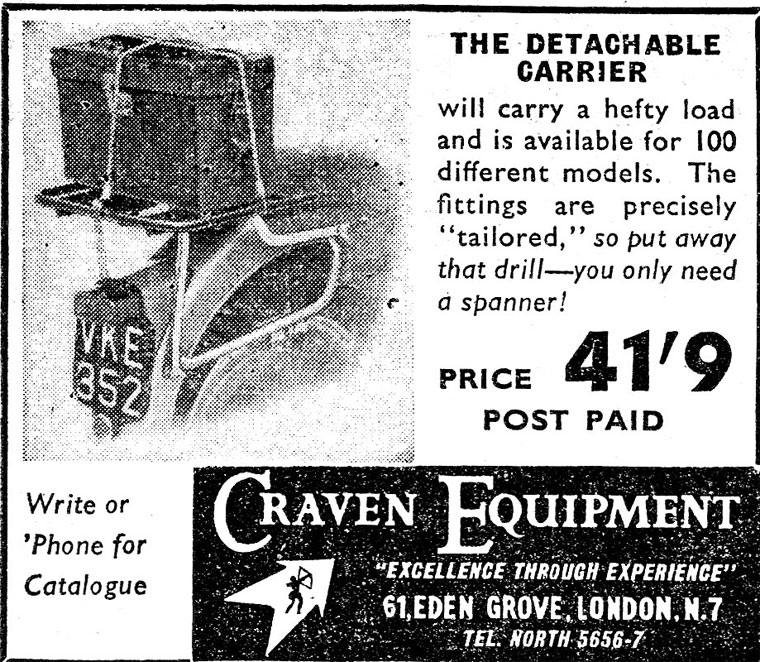 THE DETACHABLE
CARRIER
will carry a hefty load
and is available for 100
different models. The
fittings are precisely
"tailored," so put away
that drill—you only need
a spanner!
PRICE 41'9
POST PAID
VKE
352
Write or
'Phone for
Catalogue
CRAVEN EQUIPMENT
"EXCELLENCE THROUGH EXPERIENCE"
61,EDEN GROVE, LONDON, N.7
TEL. NORTH 5656-7